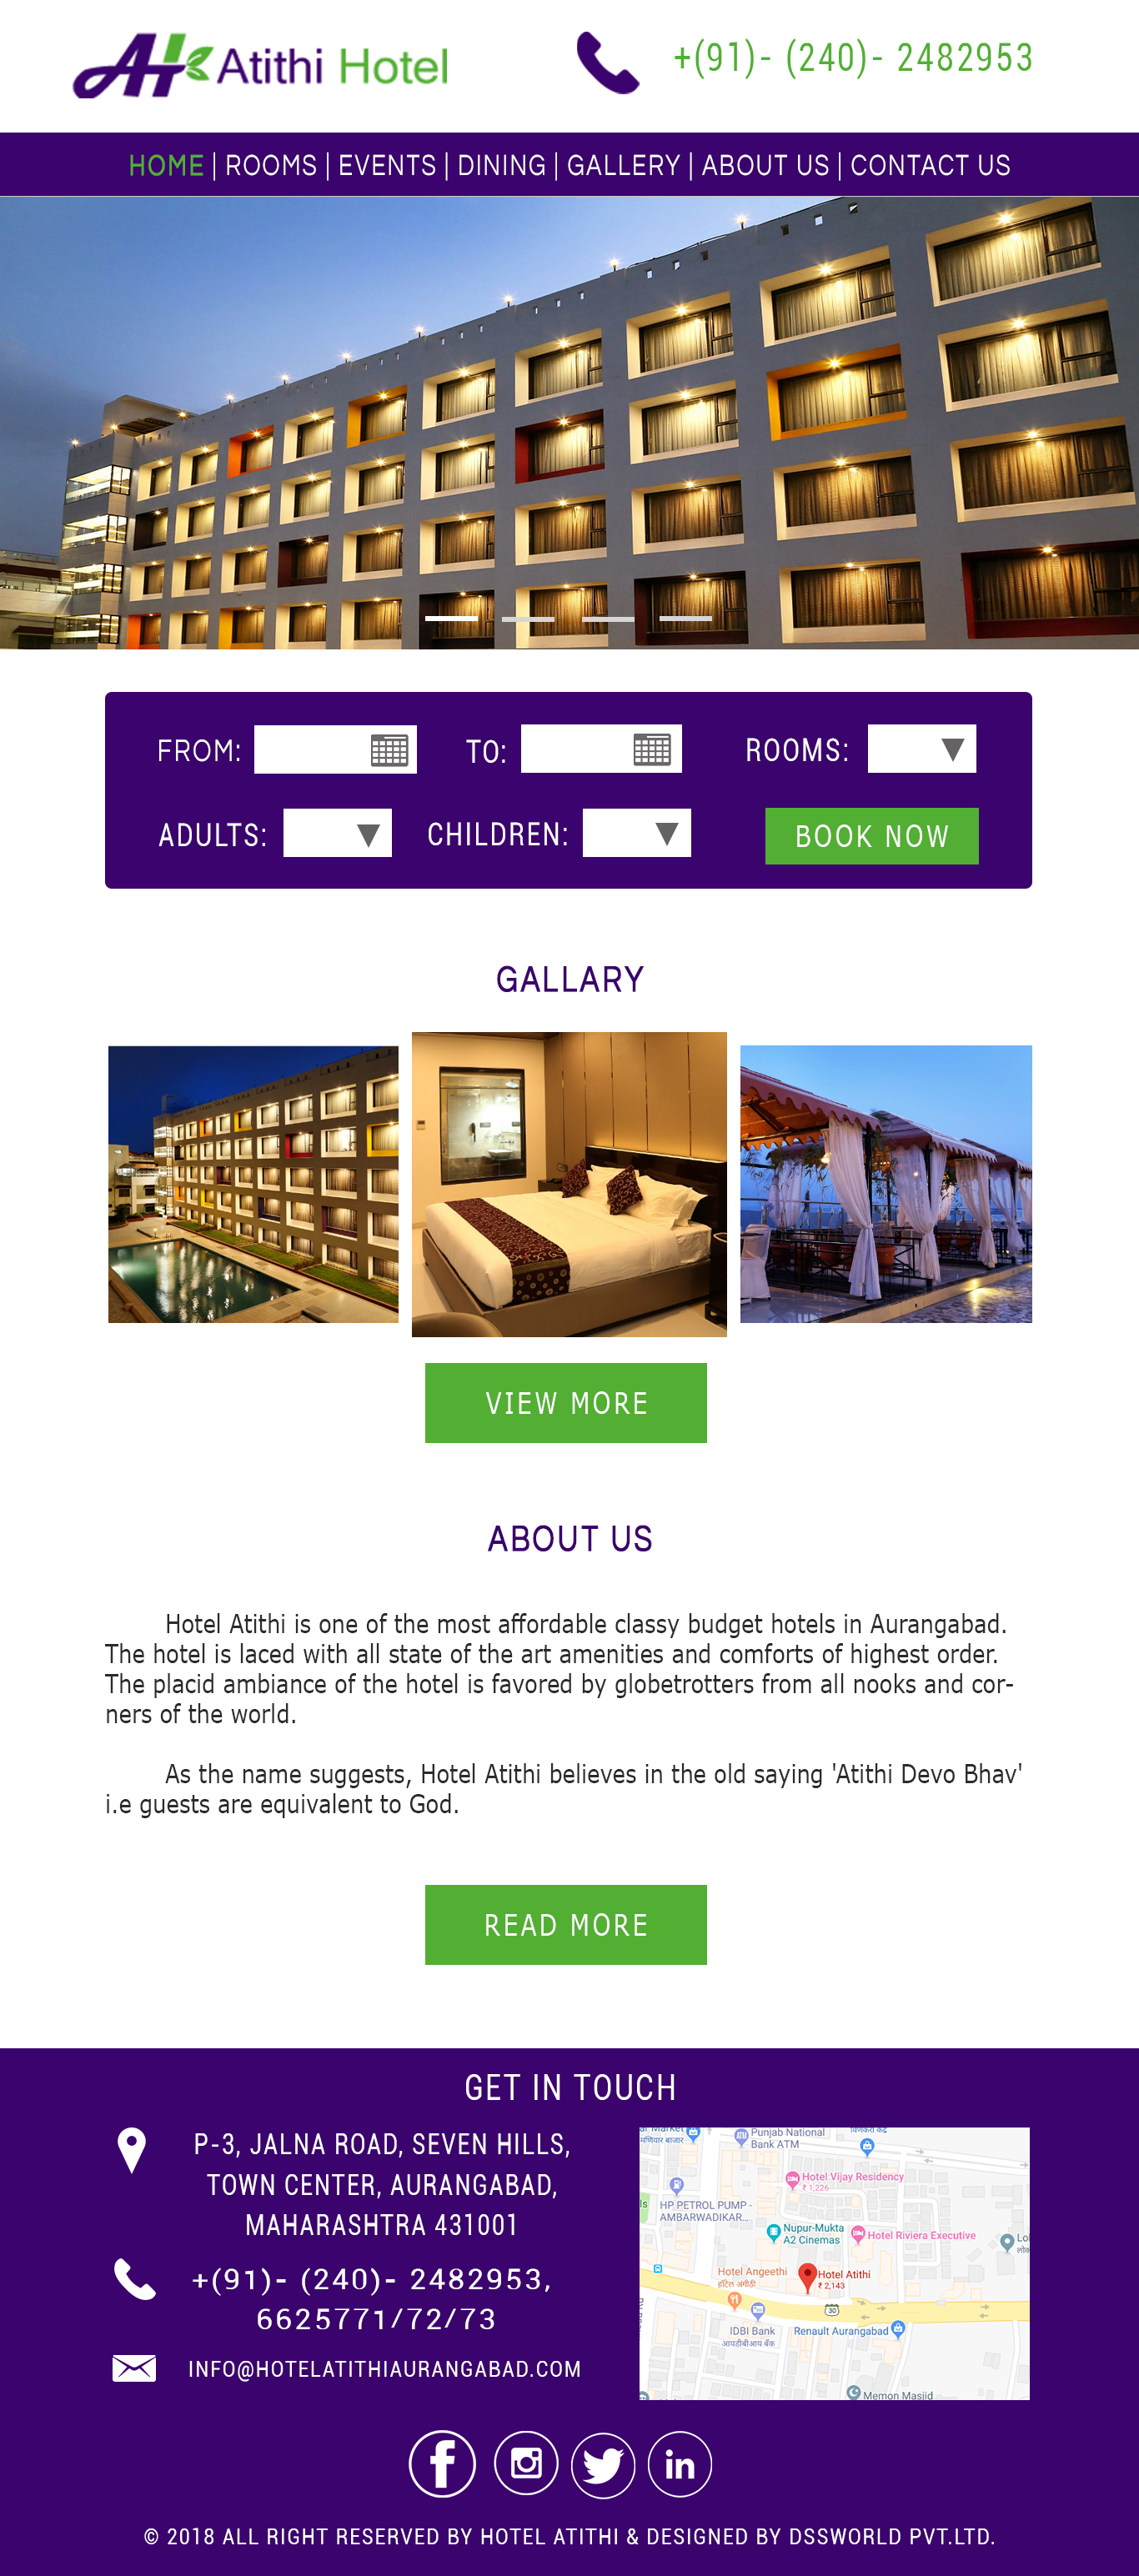 Atithi Hotel
+(91)- (240)- 2482953
HOME | ROOMS | EVENTS | DINING | GALLERY | ABOUT US | CONTACT US
FROM:
TO:
ROOMS:
ADULTS:
CHILDREN:
BOOK NOW
GALLARY
VIEW MORE
ABOUT US
Hotel Atithi is one of the most affordable classy budget hotels in Aurangabad.
The hotel is laced with all state of the art amenities and comforts of highest order.
The placid ambiance of the hotel is favored by globetrotters from all nooks and cor-
ners of the world.
As the name suggests, Hotel Atithi believes in the old saying 'Atithi Devo Bhav'
i.e guests are equivalent to God.
READ MORE
GET IN TOUCH
P-3, JALNA ROAD, SEVEN HILLS,
TOWN CENTER, AURANGABAD,
MAHARASHTRA 431001
+(91)- (240)- 2482953,
6625771/72/73
INFO@HOTELATITHIAURANGABAD.COM
Market
Punjab National
Bank ATM
Hotel Vijay Residency
₹ 1,226
HP PETROL PUMP -
AMBARWADIKAR...
Nupur-Mukta
A2 Cinemas
Hotel Riviera Executive
Hotel Angeethi
हॉटेल अंगीठी
Hotel Atithi
₹ 2,143
30
IDBI Bank
आयडीबीआय बँक
Renault Aurangabad
Memon Masjid
© 2018 ALL RIGHT RESERVED BY HOTEL ATITHI & DESIGNED BY DSSWORLD PVT.LTD.